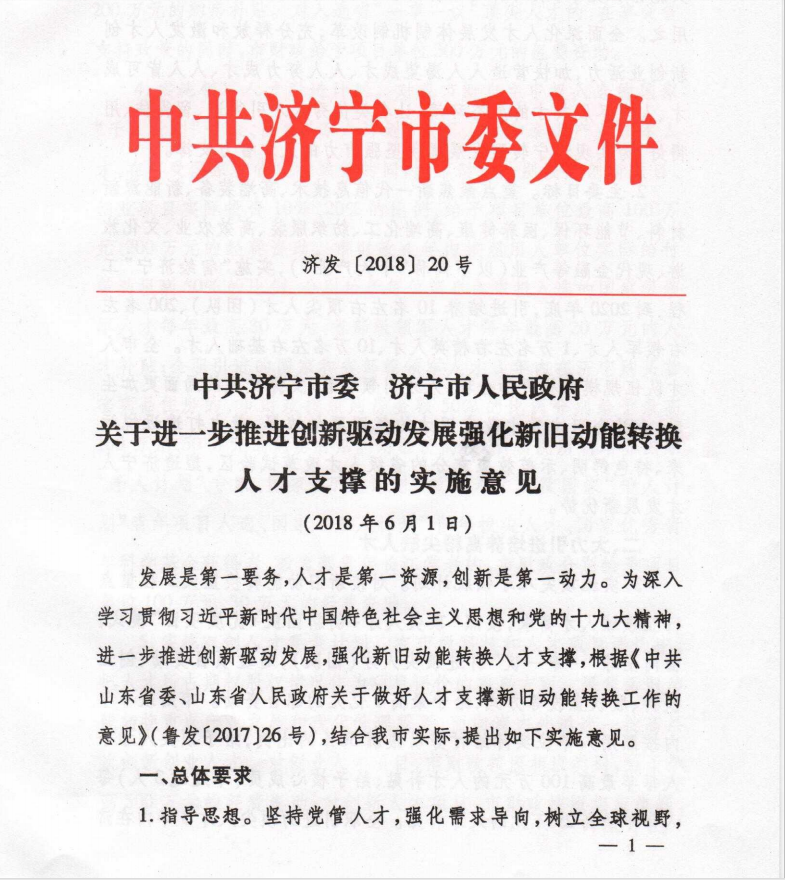 中共济宁市委文件
济发〔2018〕20号
中共济宁市委 济宁市人民政府
关于进一步推进创新驱动发展强化新旧动能转换
人才支撑的实施意见
(2018年6月1日)
发展是第一要务,人才是第一资源,创新是第一动力。为深入
学习贯彻习近平新时代中国特色社会主义思想和党的十九大精神,
进一步推进创新驱动发展,强化新旧动能转换人才支撑,根据《中共
山东省委、山东省人民政府关于做好人才支撑新旧动能转换工作的
意见》(鲁发〔2017〕26号),结合我市实际,提出如下实施意见。
一、总体要求
1.指导思想。坚持党管人才,强化需求导向,树立全球视野,
— 1 —